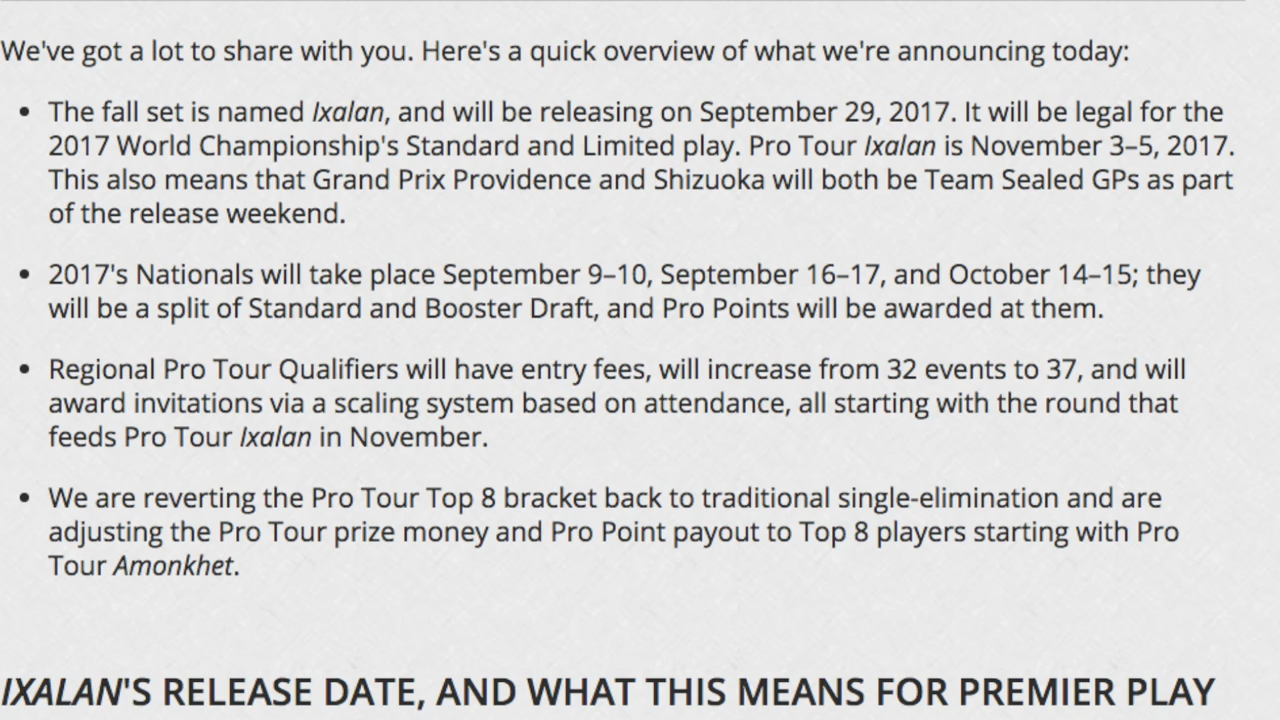 We've got a lot to share with you. Here's a quick overview of what we're announcing today:
• The fall set is named Ixalan, and will be releasing on September 29, 2017. It will be legal for the
2017 World Championship's Standard and Limited play. Pro Tour Ixalan is November 3–5, 2017.
This also means that Grand Prix Providence and Shizuoka will both be Team Sealed GPs as part
of the release weekend.
• 2017's Nationals will take place September 9–10, September 16–17, and October 14–15; they
will be a split of Standard and Booster Draft, and Pro Points will be awarded at them.
• Regional Pro Tour Qualifiers will have entry fees, will increase from 32 events to 37, and will
award invitations via a scaling system based on attendance, all starting with the round that
feeds Pro Tour Ixalan in November.
• We are reverting the Pro Tour Top 8 bracket back to traditional single-elimination and are
adjusting the Pro Tour prize money and Pro Point payout to Top 8 players starting with Pro
Tour Amonkhet.
IXALAN'S RELEASE DATE, AND WHAT THIS MEANS FOR PREMIER PLAY